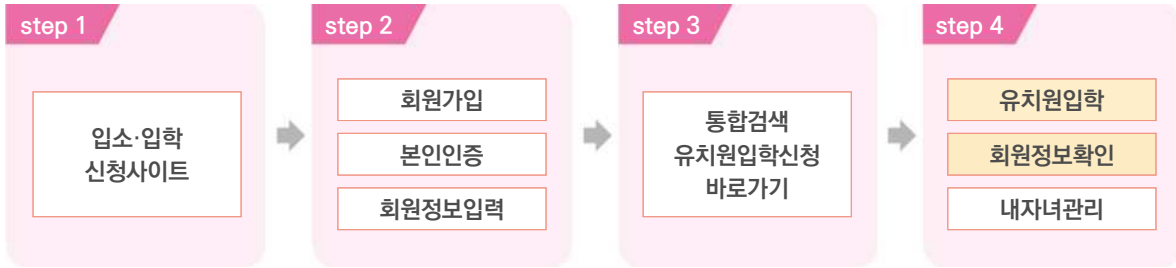 step 1
입소·입학
신청사이트
step 2
회원가입
본인인증
회원정보입력
step 3
통합검색
유치원입학신청
바로가기
step 4
유치원입학
회원정보확인
내자녀관리